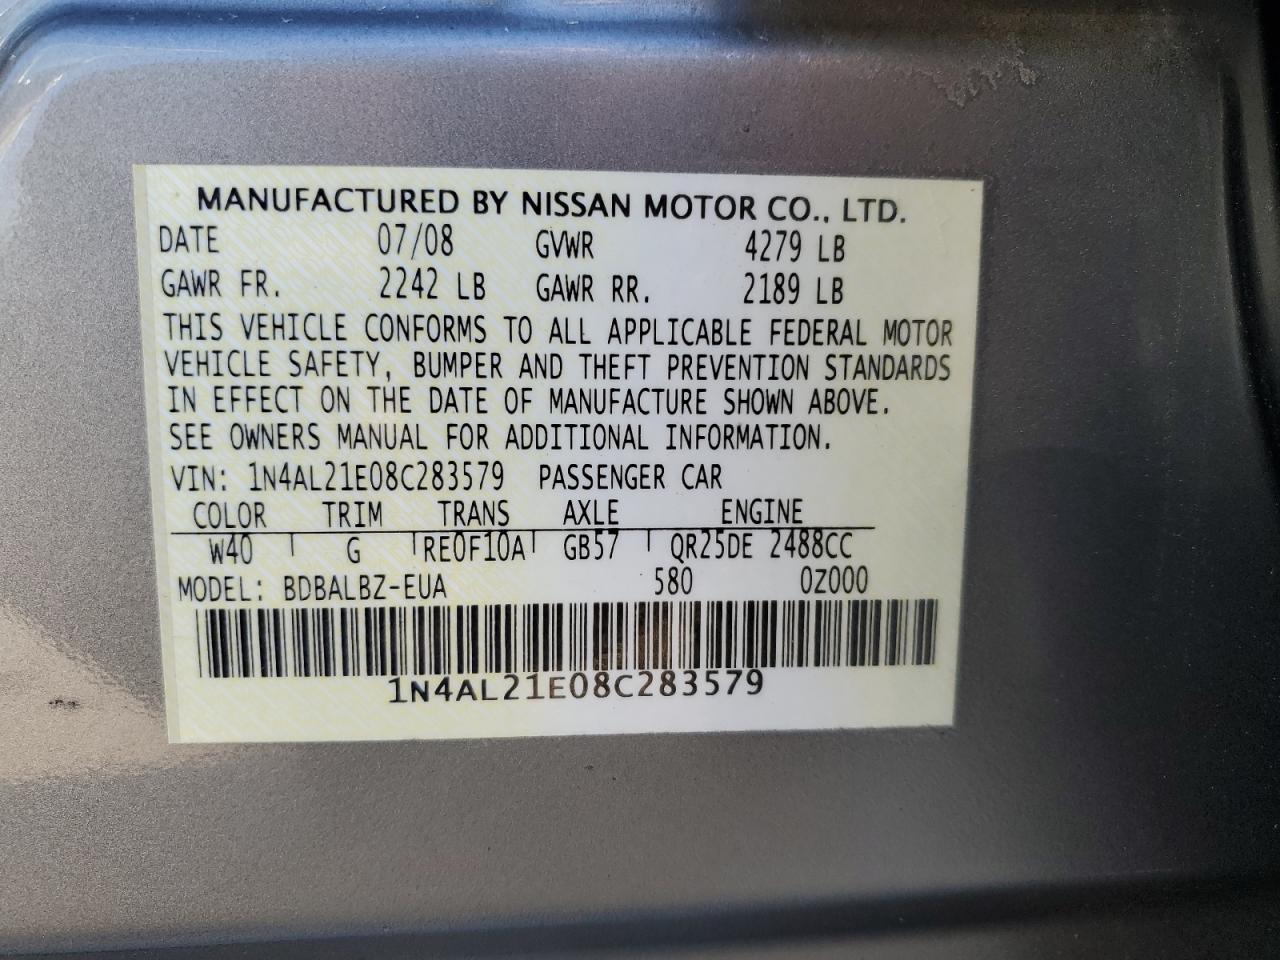 MANUFACTURED BY NISSAN MOTOR CO., LTD.
DATE 07/08 GVWR 4279 LB
GAWR FR. 2242 LB GAWR RR. 2189 LB
THIS VEHICLE CONFORMS TO ALL APPLICABLE FEDERAL MOTOR
VEHICLE SAFETY, BUMPER AND THEFT PREVENTION STANDARDS
IN EFFECT ON THE DATE OF MANUFACTURE SHOWN ABOVE.
SEE OWNERS MANUAL FOR ADDITIONAL INFORMATION.
VIN: 1N4AL21E08C283579 PASSENGER CAR
COLOR TRIM TRANS AXLE ENGINE
W40 G RE0F10A GB57 QR25DE 2488CC
MODEL: BDBALBZ-EUA 580 0Z000
1N4AL21E08C283579